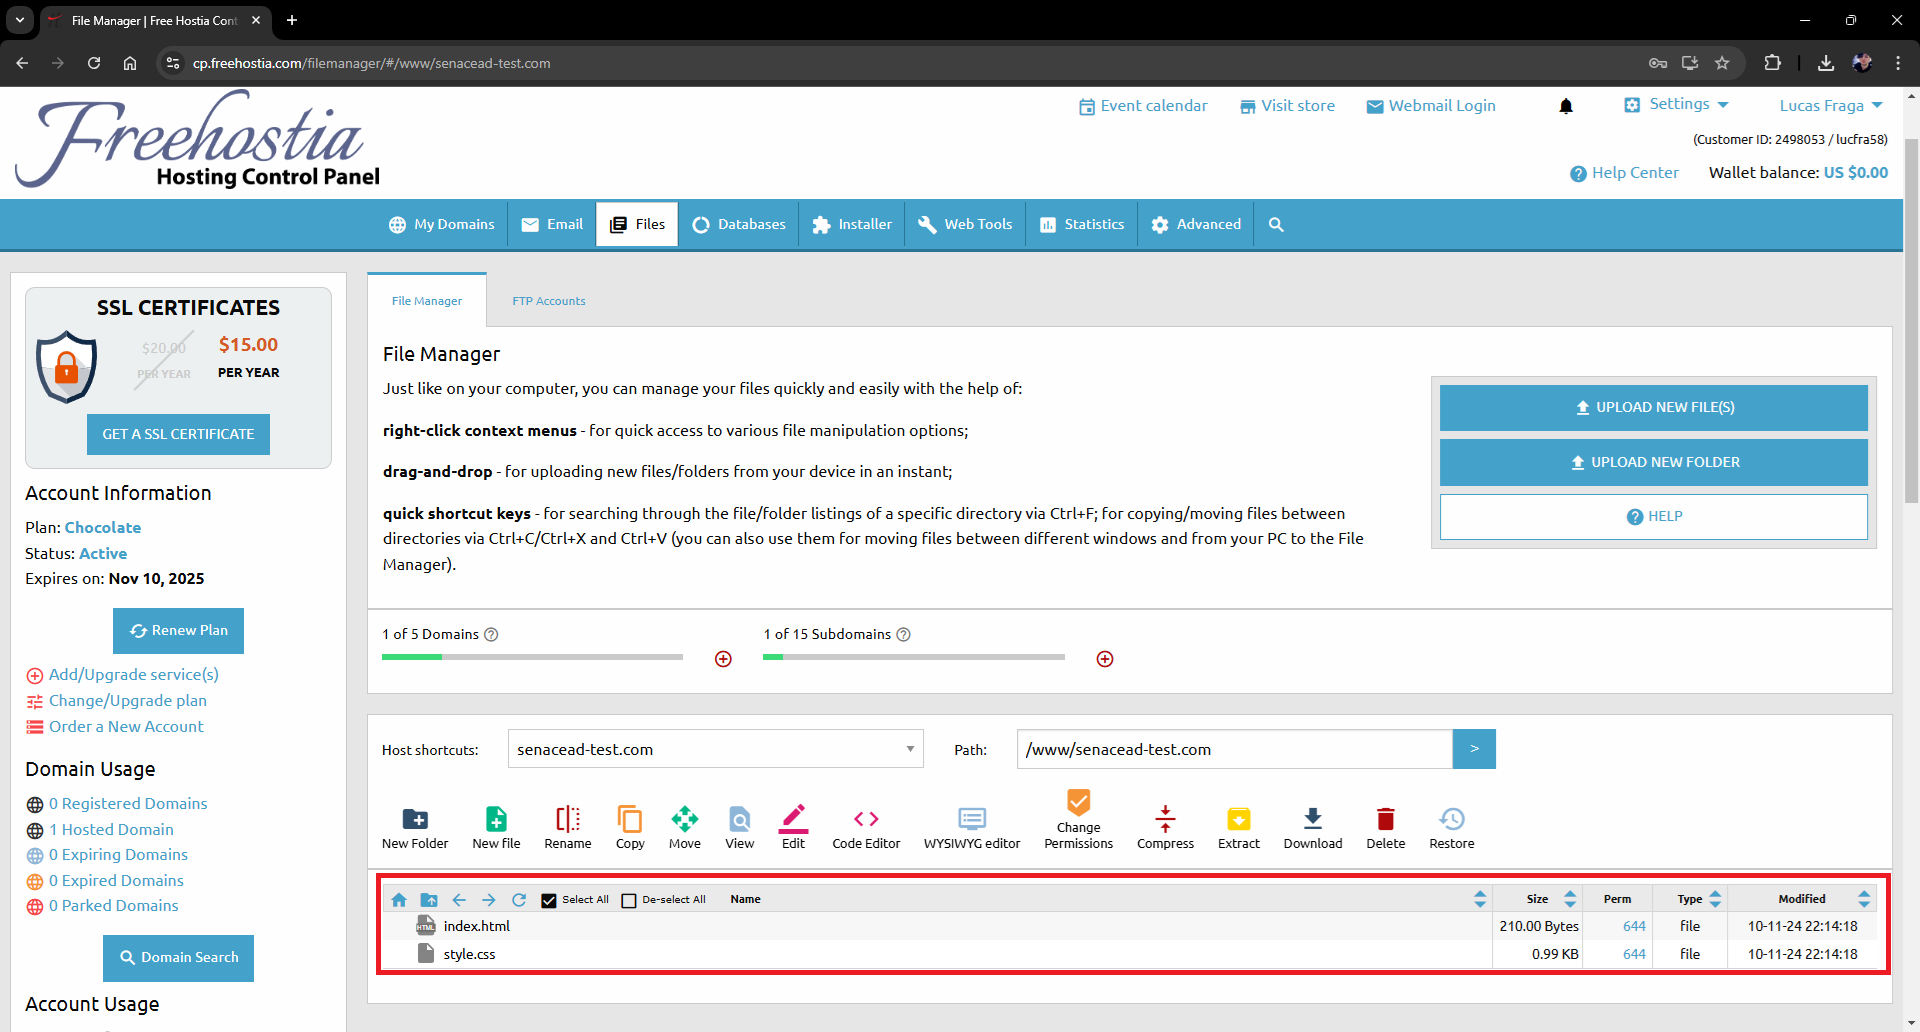 File Manager | Free Hostia Cont
cp.freehostia.com/filemanager/#/www/senacead-test.com
Freehostia
Hosting Control Panel
Event calendar
Visit store
Webmail Login
Settings
Lucas Fraga
(Customer ID: 2498053 / lucfra58)
Help Center
Wallet balance: US $0.00
My Domains
Email
Files
Databases
Installer
Web Tools
Statistics
Advanced
SSL CERTIFICATES
$20.00
PER YEAR
$15.00
PER YEAR
GET A SSL CERTIFICATE
Account Information
Plan: Chocolate
Status: Active
Expires on: Nov 10, 2025
Renew Plan
Add/Upgrade service(s)
Change/Upgrade plan
Order a New Account
Domain Usage
0 Registered Domains
1 Hosted Domain
0 Expiring Domains
0 Expired Domains
0 Parked Domains
Domain Search
Account Usage
File Manager
FTP Accounts
File Manager
Just like on your computer, you can manage your files quickly and easily with the help of:
right-click context menus - for quick access to various file manipulation options;
drag-and-drop - for uploading new files/folders from your device in an instant;
quick shortcut keys - for searching through the file/folder listings of a specific directory via Ctrl+F; for copying/moving files between
directories via Ctrl+C/Ctrl+X and Ctrl+V (you can also use them for moving files between different windows and from your PC to the File
Manager).
UPLOAD NEW FILE(S)
UPLOAD NEW FOLDER
HELP
1 of 5 Domains
1 of 15 Subdomains
Host shortcuts:
senacead-test.com
Path:
/www/senacead-test.com
>
New Folder
New file
Rename
Copy
Move
View
Edit
Code Editor
WYSIWYG editor
Change
Permissions
Compress
Extract
Download
Delete
Restore
Select All
De-select All
Name
Size
Perm
Type
Modified
HTML
index.html
210.00 Bytes
644
file
10-11-24 22:14:18
style.css
0.99 KB
644
file
10-11-24 22:14:18